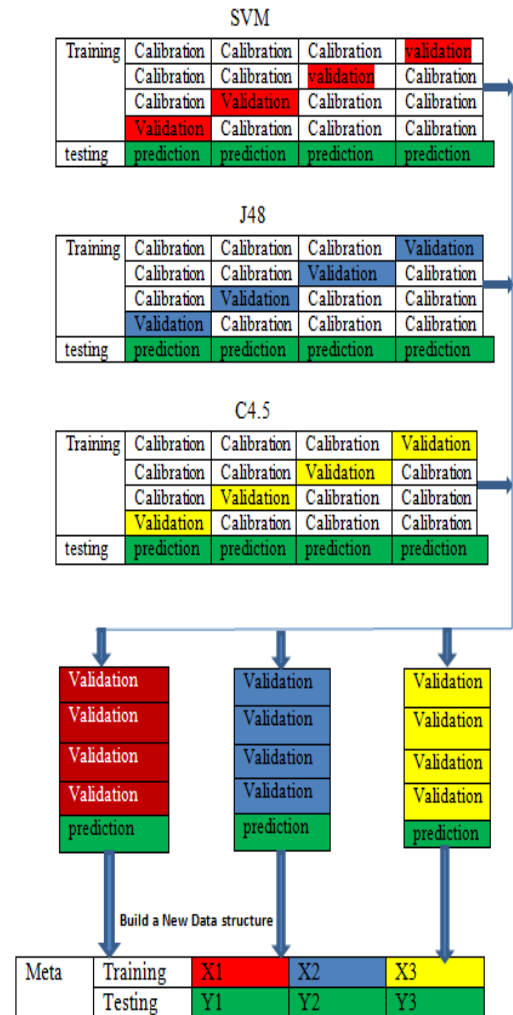 SVM
Training Calibration Calibration Calibration validation
Calibration Calibration validation Calibration
Calibration Validation Calibration Calibration
Validation Calibration Calibration Calibration
testing prediction prediction prediction prediction
J48
Training Calibration Calibration Calibration Validation
Calibration Calibration Validation Calibration
Calibration Validation Calibration Calibration
Validation Calibration Calibration Calibration
testing prediction prediction prediction prediction
C4.5
Training Calibration Calibration Calibration Validation
Calibration Calibration Validation Calibration
Calibration Validation Calibration Calibration
Validation Calibration Calibration Calibration
testing prediction prediction prediction prediction
Validation Validation Validation
Validation Validation Validation
Validation Validation Validation
Validation Validation Validation
prediction prediction prediction
Build a New Data structure
Meta Training X1 X2 X3
Testing Y1 Y2 Y3